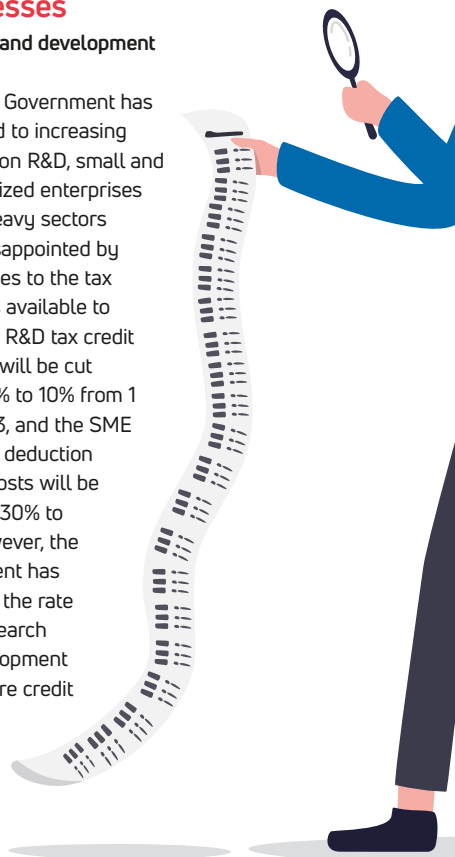 esses
and development
Government has
d to increasing
on R&D, small and
ized enterprises
eavy sectors
sappointed by
es to the tax
s available to
R&D tax credit
will be cut
% to 10% from 1
3, and the SME
deduction
osts will be
30% to
ever, the
ent has
the rate
earch
opment
re credit